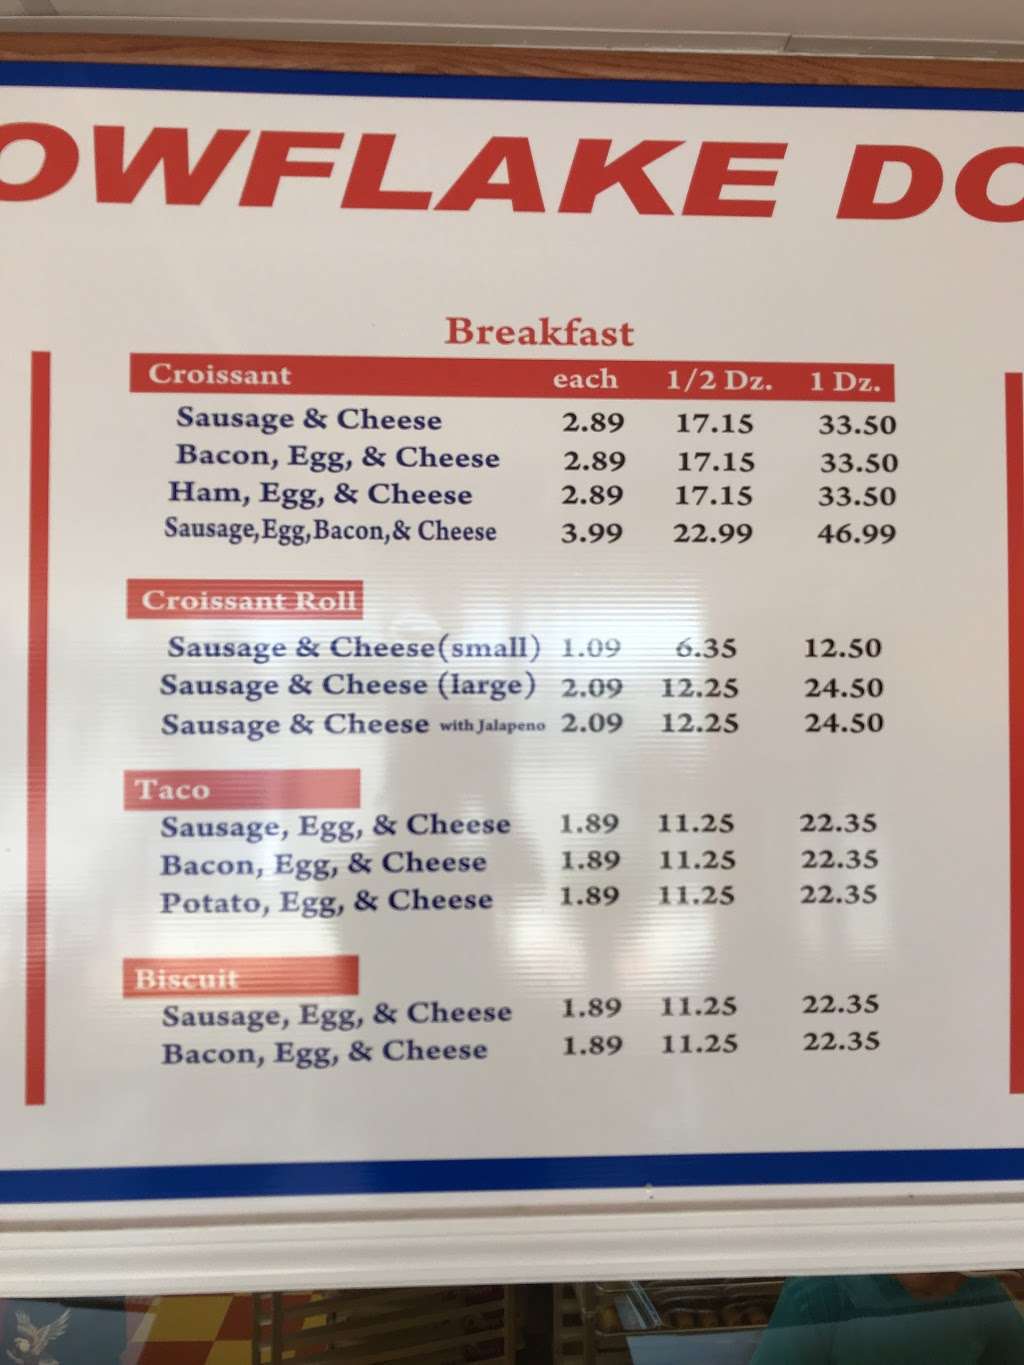 OWFLAKE DO
Breakfast
Croissant each 1/2 Dz. 1 Dz.
Sausage & Cheese 2.89 17.15 33.50
Bacon, Egg, & Cheese 2.89 17.15 33.50
Ham, Egg, & Cheese 2.89 17.15 33.50
Sausage,Egg,Bacon,& Cheese 3.99 22.99 46.99
Croissant Roll
Sausage & Cheese(small) 1.09 6.35 12.50
Sausage & Cheese (large) 2.09 12.25 24.50
Sausage & Cheese with Jalapeno 2.09 12.25 24.50
Taco
Sausage, Egg, & Cheese 1.89 11.25 22.35
Bacon, Egg, & Cheese 1.89 11.25 22.35
Potato, Egg, & Cheese 1.89 11.25 22.35
Biscuit
Sausage, Egg, & Cheese 1.89 11.25 22.35
Bacon, Egg, & Cheese 1.89 11.25 22.35